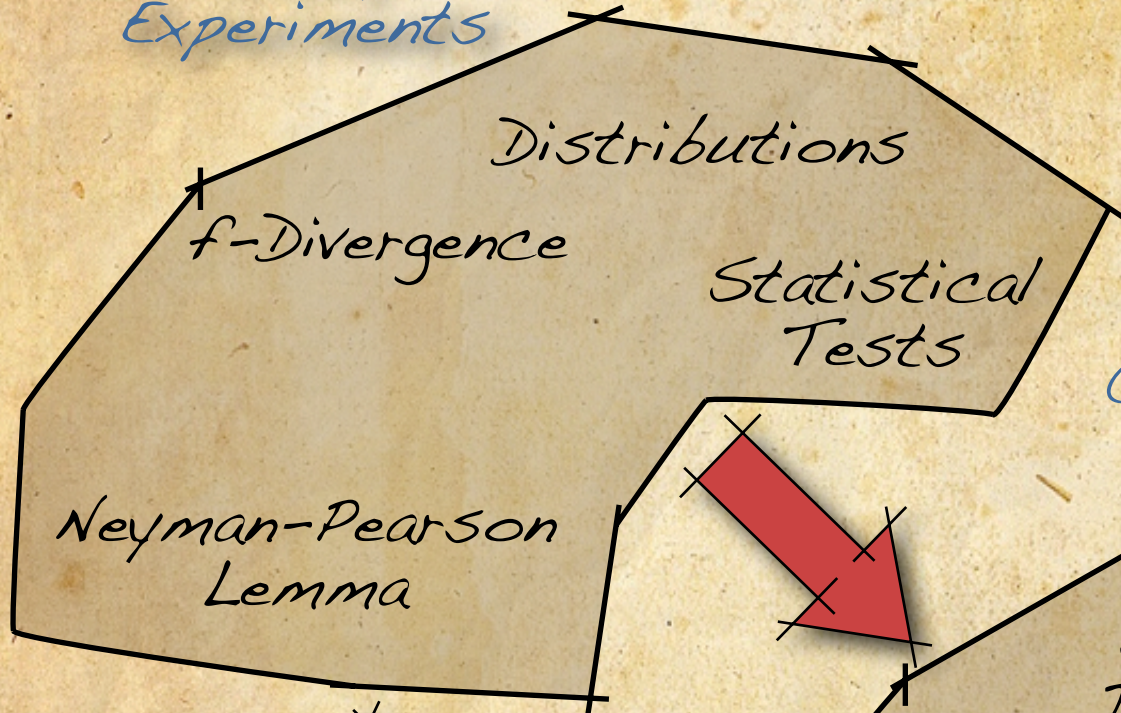 Experiments
Distributions
f-Divergence
Statistical
Tests
Neyman-Pearson
Lemma